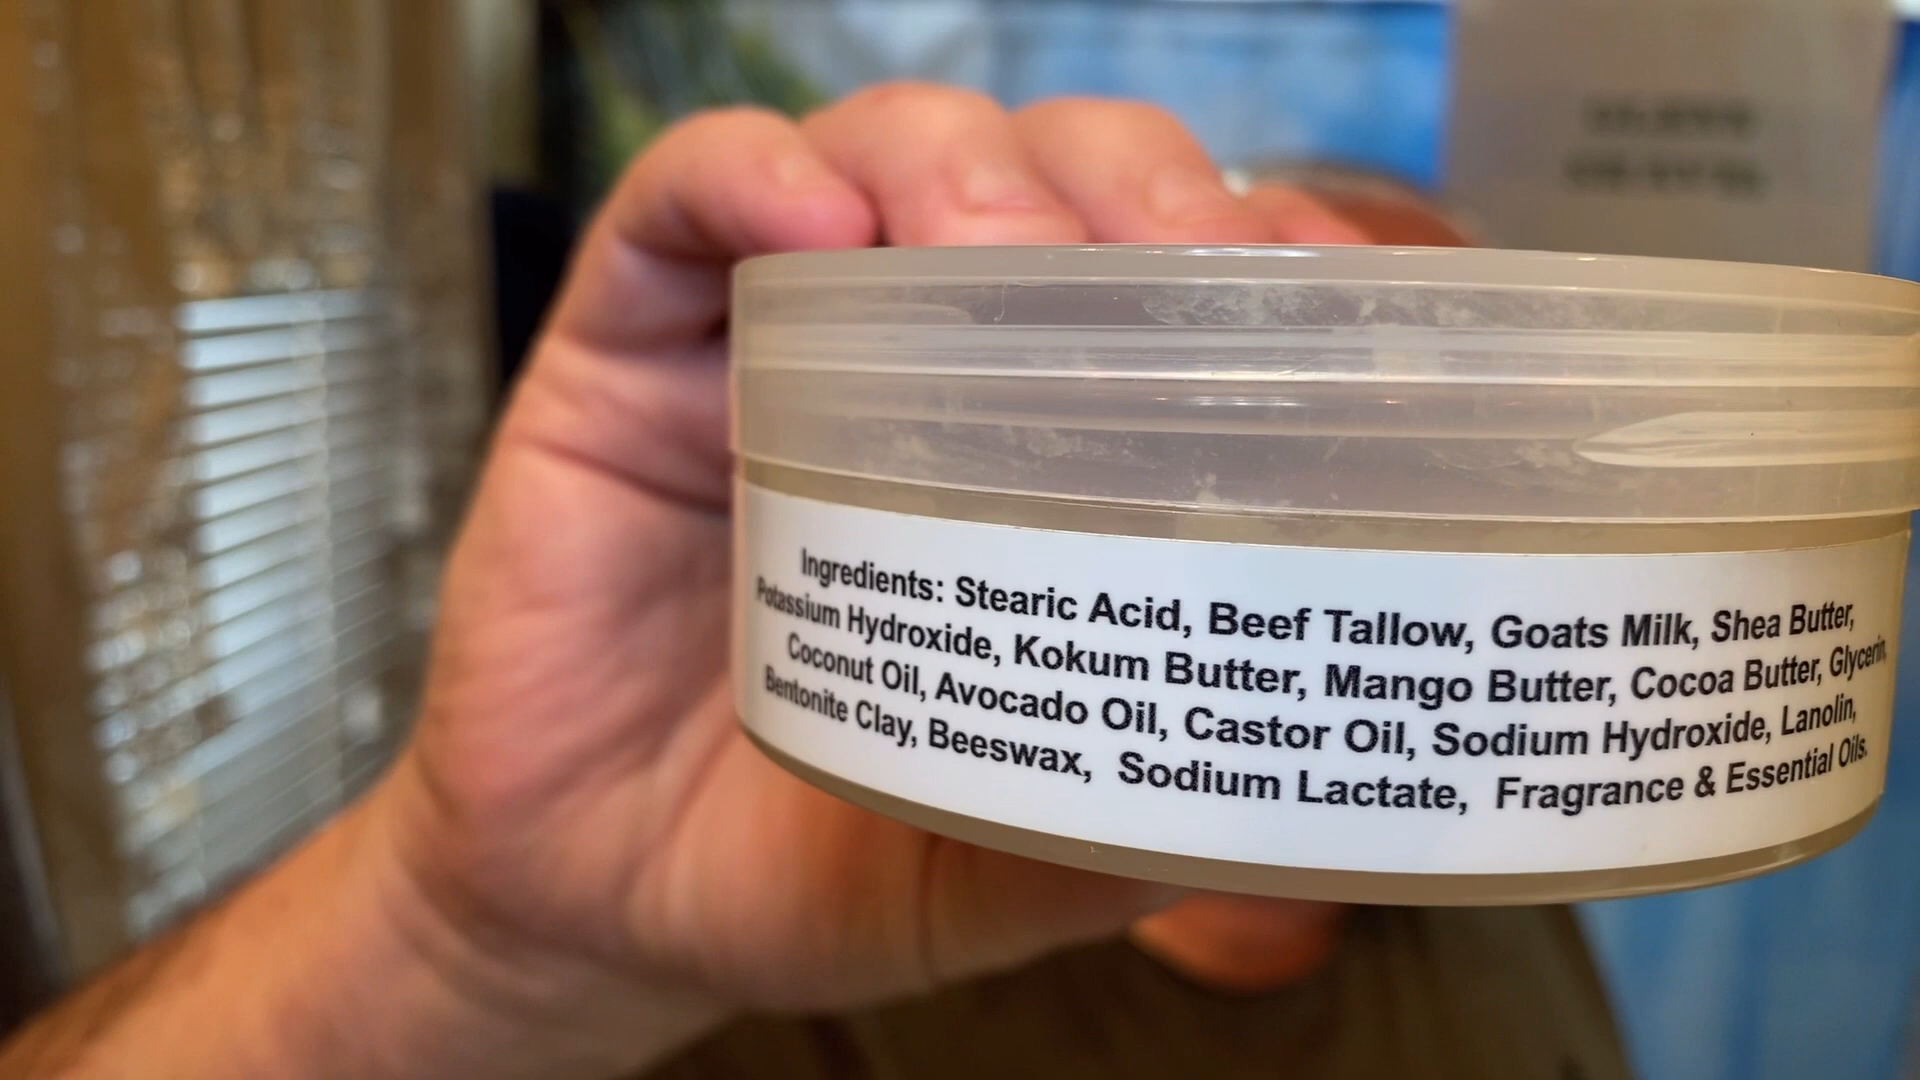 Ingredients: Stearic Acid, Beef Tallow, Goats Milk, Shea Butter,
Potassium Hydroxide, Kokum Butter, Mango Butter, Cocoa Butter, Glycerin,
Coconut Oil, Avocado Oil, Castor Oil, Sodium Hydroxide, Lanolin,
Bentonite Clay, Beeswax, Sodium Lactate, Fragrance & Essential Oils.